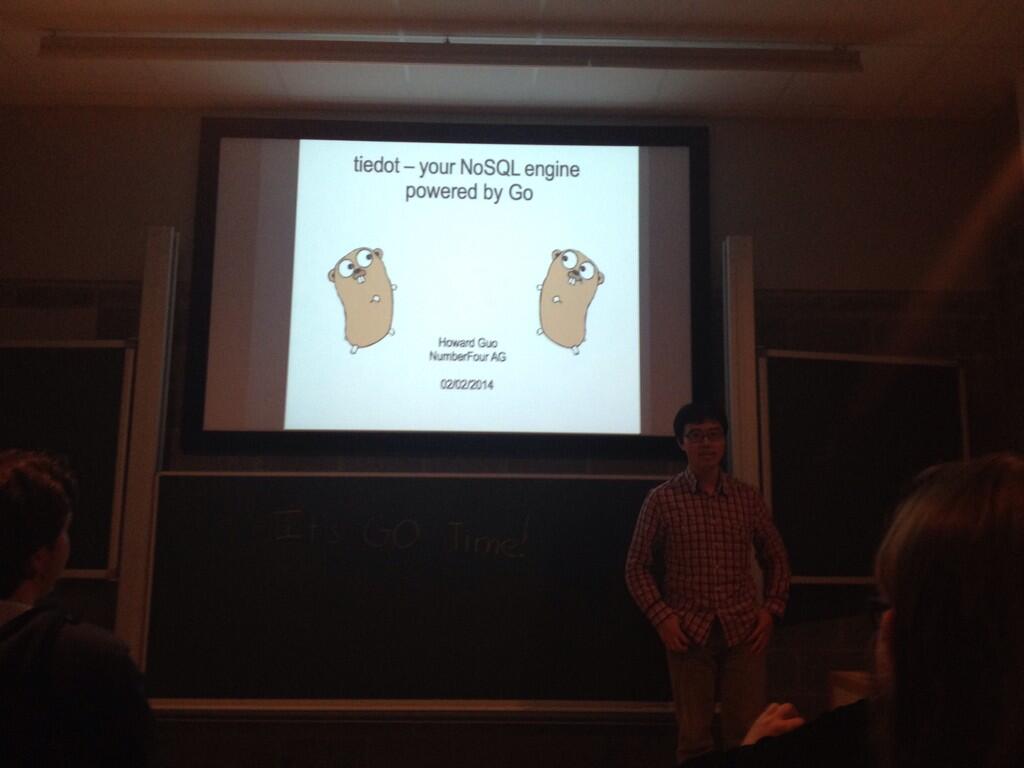 tiedot – your NoSQL engine
powered by Go
Howard Guo
NumberFour AG
02/02/2014
It's GO Time!